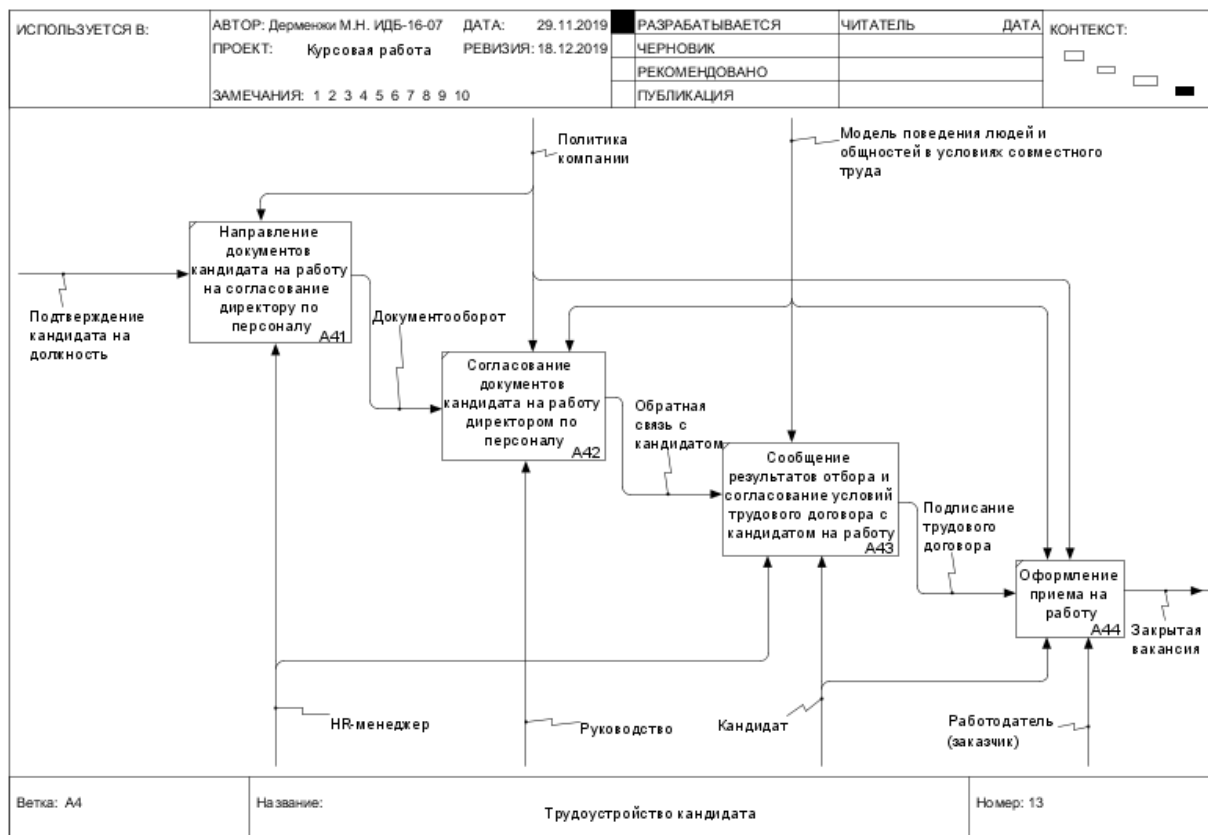 ИСПОЛЬЗУЕТСЯ В:
АВТОР: Дерменжи М.Н. ИДБ-16-07
ДАТА: 29.11.2019
ПРОЕКТ: Курсовая работа
РЕВИЗИЯ: 18.12.2019
ЗАМЕЧАНИЯ: 1 2 3 4 5 6 7 8 9 10
РАЗРАБАТЫВАЕТСЯ
ЧЕРНОВИК
РЕКОМЕНДОВАНО
ПУБЛИКАЦИЯ
ЧИТАТЕЛЬ
ДАТА
КОНТЕКСТ:
Политика
компании
Модель поведения людей и
общностей в условиях совместного
труда
Направление
документов
кандидата на работу
на согласование
директору по
персоналу
A41
Подтверждение
кандидата на
должность
Документооборот
Согласование
документов
кандидата на работу
директором по
персоналу
A42
Обратная
связь с
кандидатом
Сообщение
результатов отбора и
согласование условий
трудового договора с
кандидатом на работу
A43
Подписание
трудового
договора
Оформление
приема на
работу
A44
Закрытая
вакансия
HR-менеджер
Руководство
Кандидат
Работодатель
(заказчик)
Ветка: A4
Название:
Трудоустройство кандидата
Номер: 13